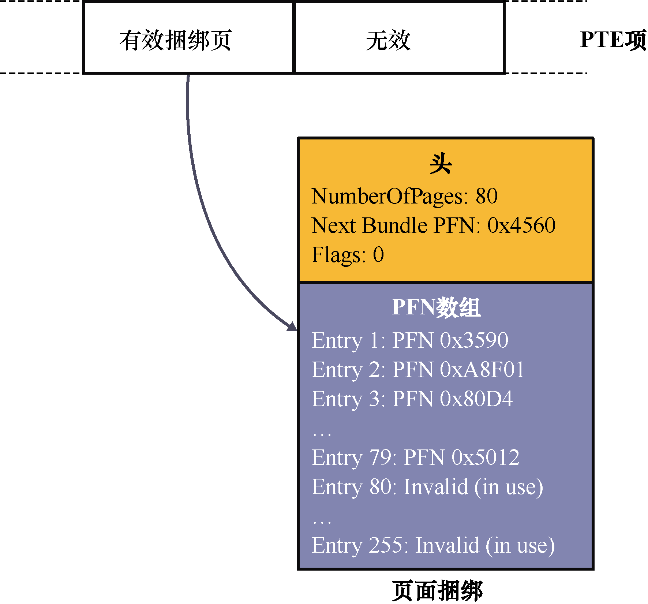 有效捆绑页
无效
PTE项
头
NumberOfPages: 80
Next Bundle PFN: 0x4560
Flags: 0
PFN数组
Entry 1: PFN 0x3590
Entry 2: PFN 0xA8F01
Entry 3: PFN 0x80D4
…
Entry 79: PFN 0x5012
Entry 80: Invalid (in use)
…
Entry 255: Invalid (in use)
页面捆绑